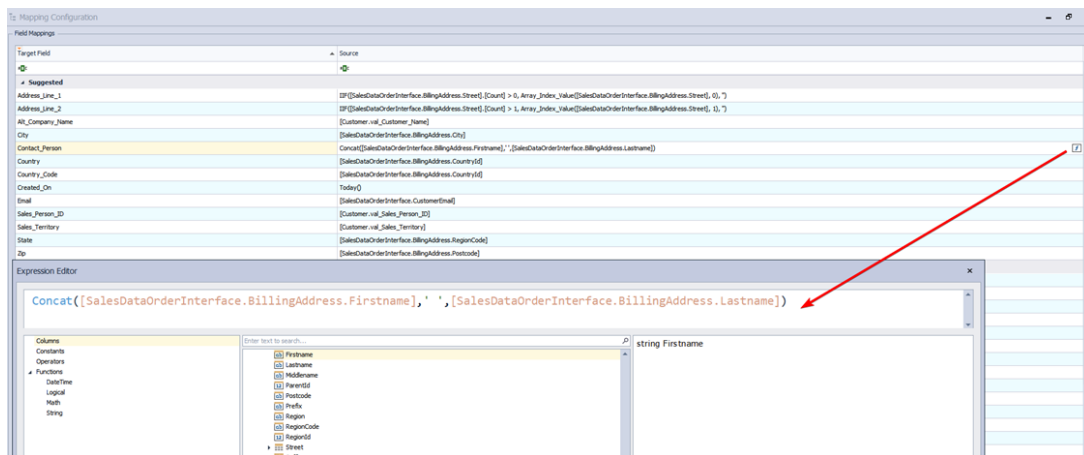 Mapping Configuration
Field Mappings
Target Field Source
Suggested
Address_Line_1 IIF([SalesDataOrderInterface.BillingAddress.Street].[Count] > 0, Array_Index_Value([SalesDataOrderInterface.BillingAddress.Street], 0), '')
Address_Line_2 IIF([SalesDataOrderInterface.BillingAddress.Street].[Count] > 1, Array_Index_Value([SalesDataOrderInterface.BillingAddress.Street], 1), '')
Alt_Company_Name [Customer.val_Customer_Name]
City [SalesDataOrderInterface.BillingAddress.City]
Contact_Person Concat([SalesDataOrderInterface.BillingAddress.Firstname],' ',[SalesDataOrderInterface.BillingAddress.Lastname])
Country [SalesDataOrderInterface.BillingAddress.CountryId]
Country_Code [SalesDataOrderInterface.BillingAddress.CountryId]
Created_On Today()
Email [SalesDataOrderInterface.CustomerEmail]
Sales_Person_ID [Customer.val_Sales_Person_ID]
Sales_Territory [Customer.val_Sales_Territory]
State [SalesDataOrderInterface.BillingAddress.RegionCode]
Zip [SalesDataOrderInterface.BillingAddress.Postcode]
Expression Editor
Concat([SalesDataOrderInterface.BillingAddress.Firstname],' ',[SalesDataOrderInterface.BillingAddress.Lastname])
Columns
Constants
Operators
Functions
DateTime
Logical
Math
String
Enter text to search...
Firstname
Lastname
Middlename
ParentId
Postcode
Prefix
Region
RegionCode
RegionId
Street
string Firstname